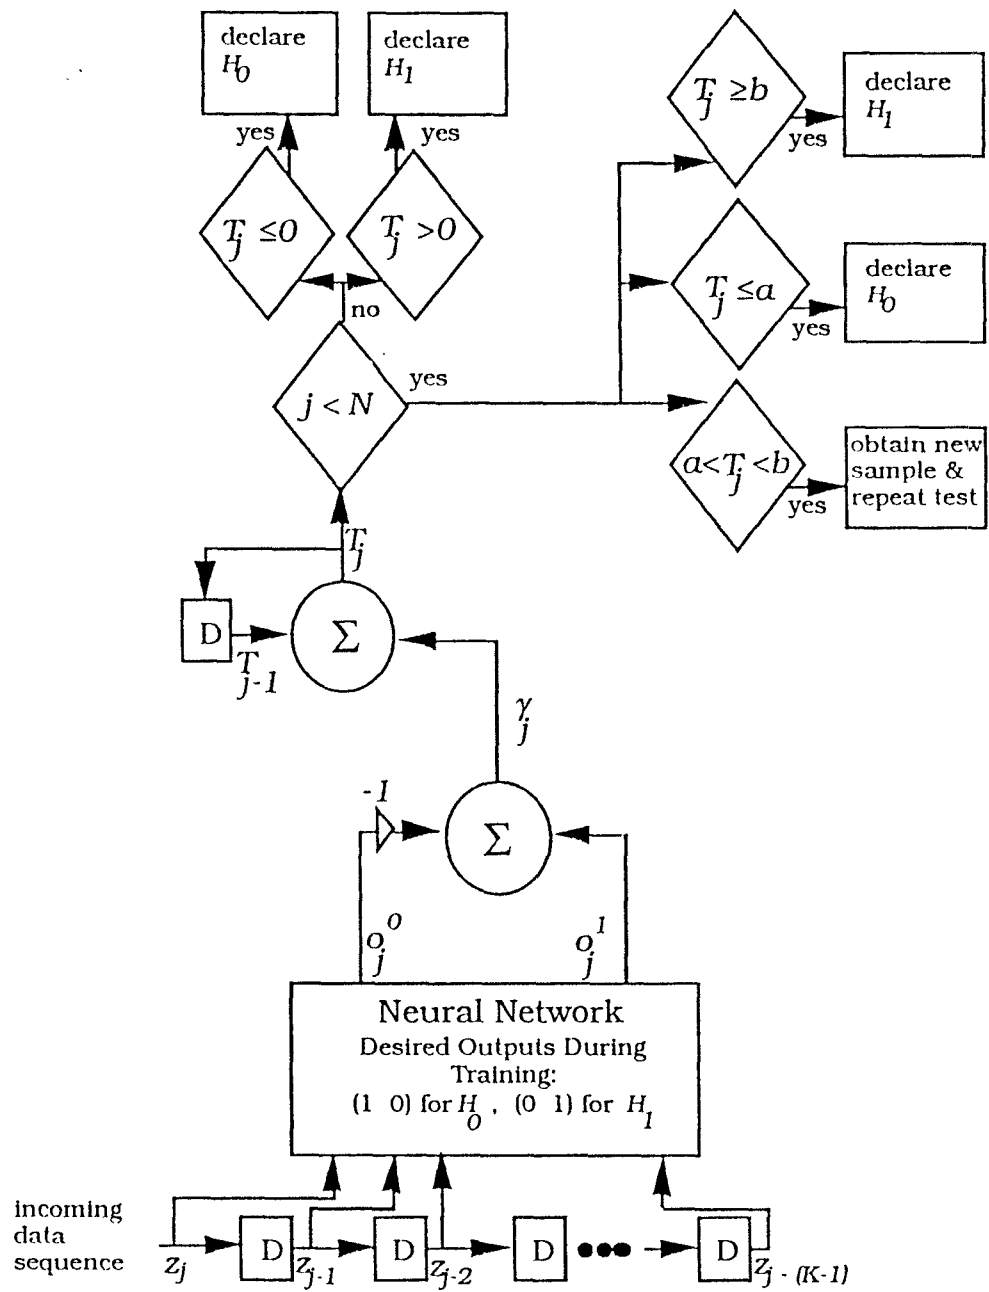 declare
H0
declare
H1
yes
yes
Tj ≤0
Tj >0
no
j < N
yes
Tj ≥b
yes
declare
H1
Tj ≤a
yes
declare
H0
a<Tj <b
yes
obtain new
sample &
repeat test
Tj
D
Tj-1
Σ
γj
-1
Σ
oj0
oj1
Neural Network
Desired Outputs During
Training:
(1 0) for H0 , (0 1) for H1
incoming
data
sequence
zj
D
zj-1
D
zj-2
D
D
zj - (K-1)